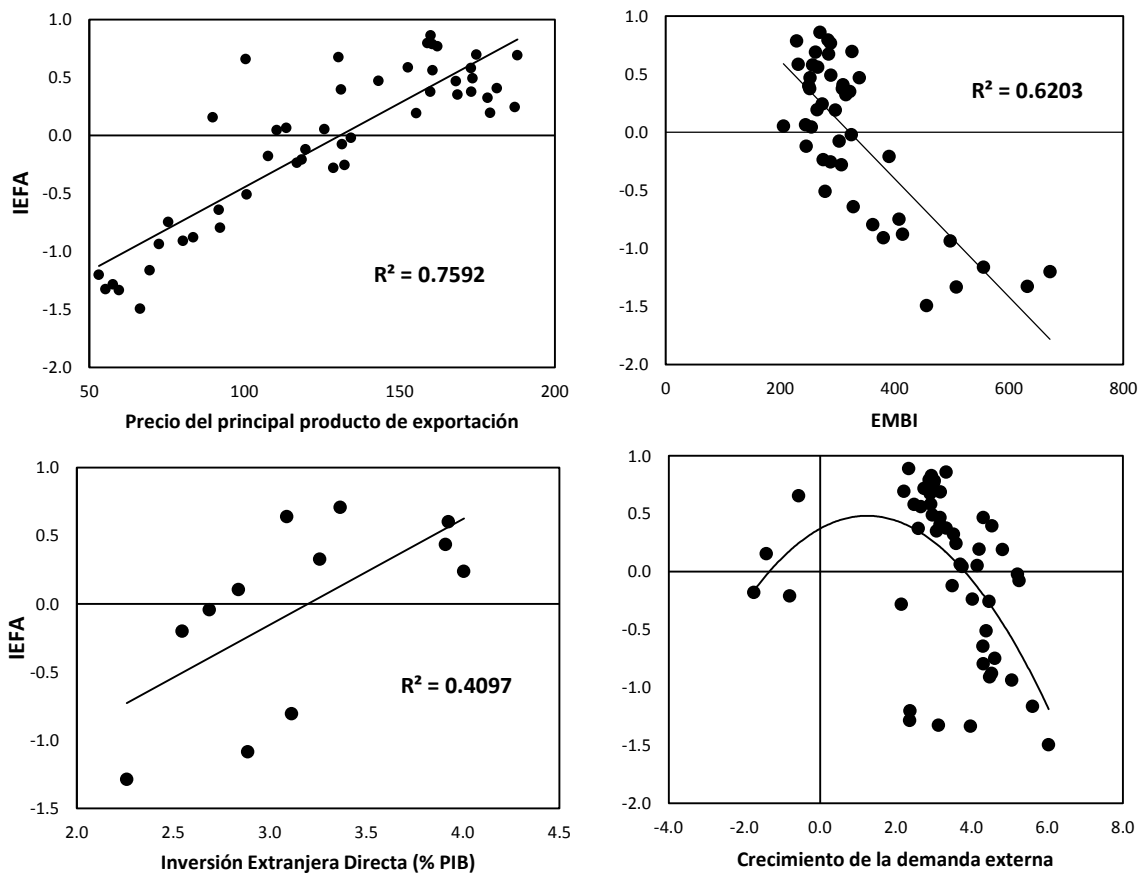 1.0
0.5
0.0
-0.5
-1.0
-1.5
-2.0
IEFA
R² = 0.7592
50 100 150 200
Precio del principal producto de exportación
1.0
0.5
0.0
-0.5
-1.0
-1.5
-2.0
R² = 0.6203
0 200 400 600 800
EMBI
1.0
0.5
0.0
-0.5
-1.0
-1.5
IEFA
R² = 0.4097
2.0 2.5 3.0 3.5 4.0 4.5
Inversión Extranjera Directa (% PIB)
1.0
0.5
0.0
-0.5
-1.0
-1.5
-2.0
-4.0 -2.0 0.0 2.0 4.0 6.0 8.0
Crecimiento de la demanda externa